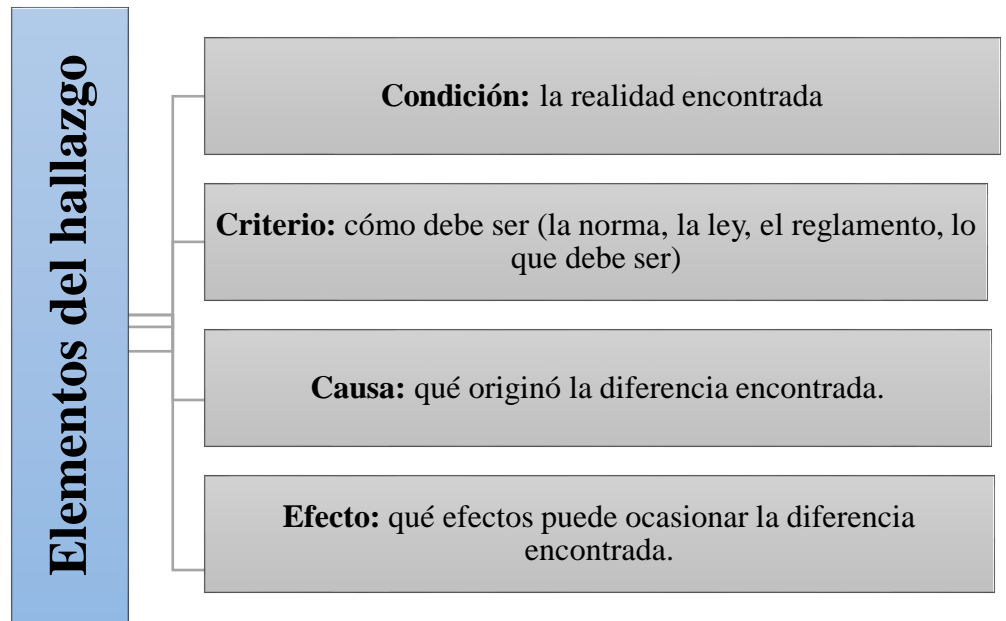 Elementos del hallazgo
Condición: la realidad encontrada
Criterio: cómo debe ser (la norma, la ley, el reglamento, lo
que debe ser)
Causa: qué originó la diferencia encontrada.
Efecto: qué efectos puede ocasionar la diferencia
encontrada.